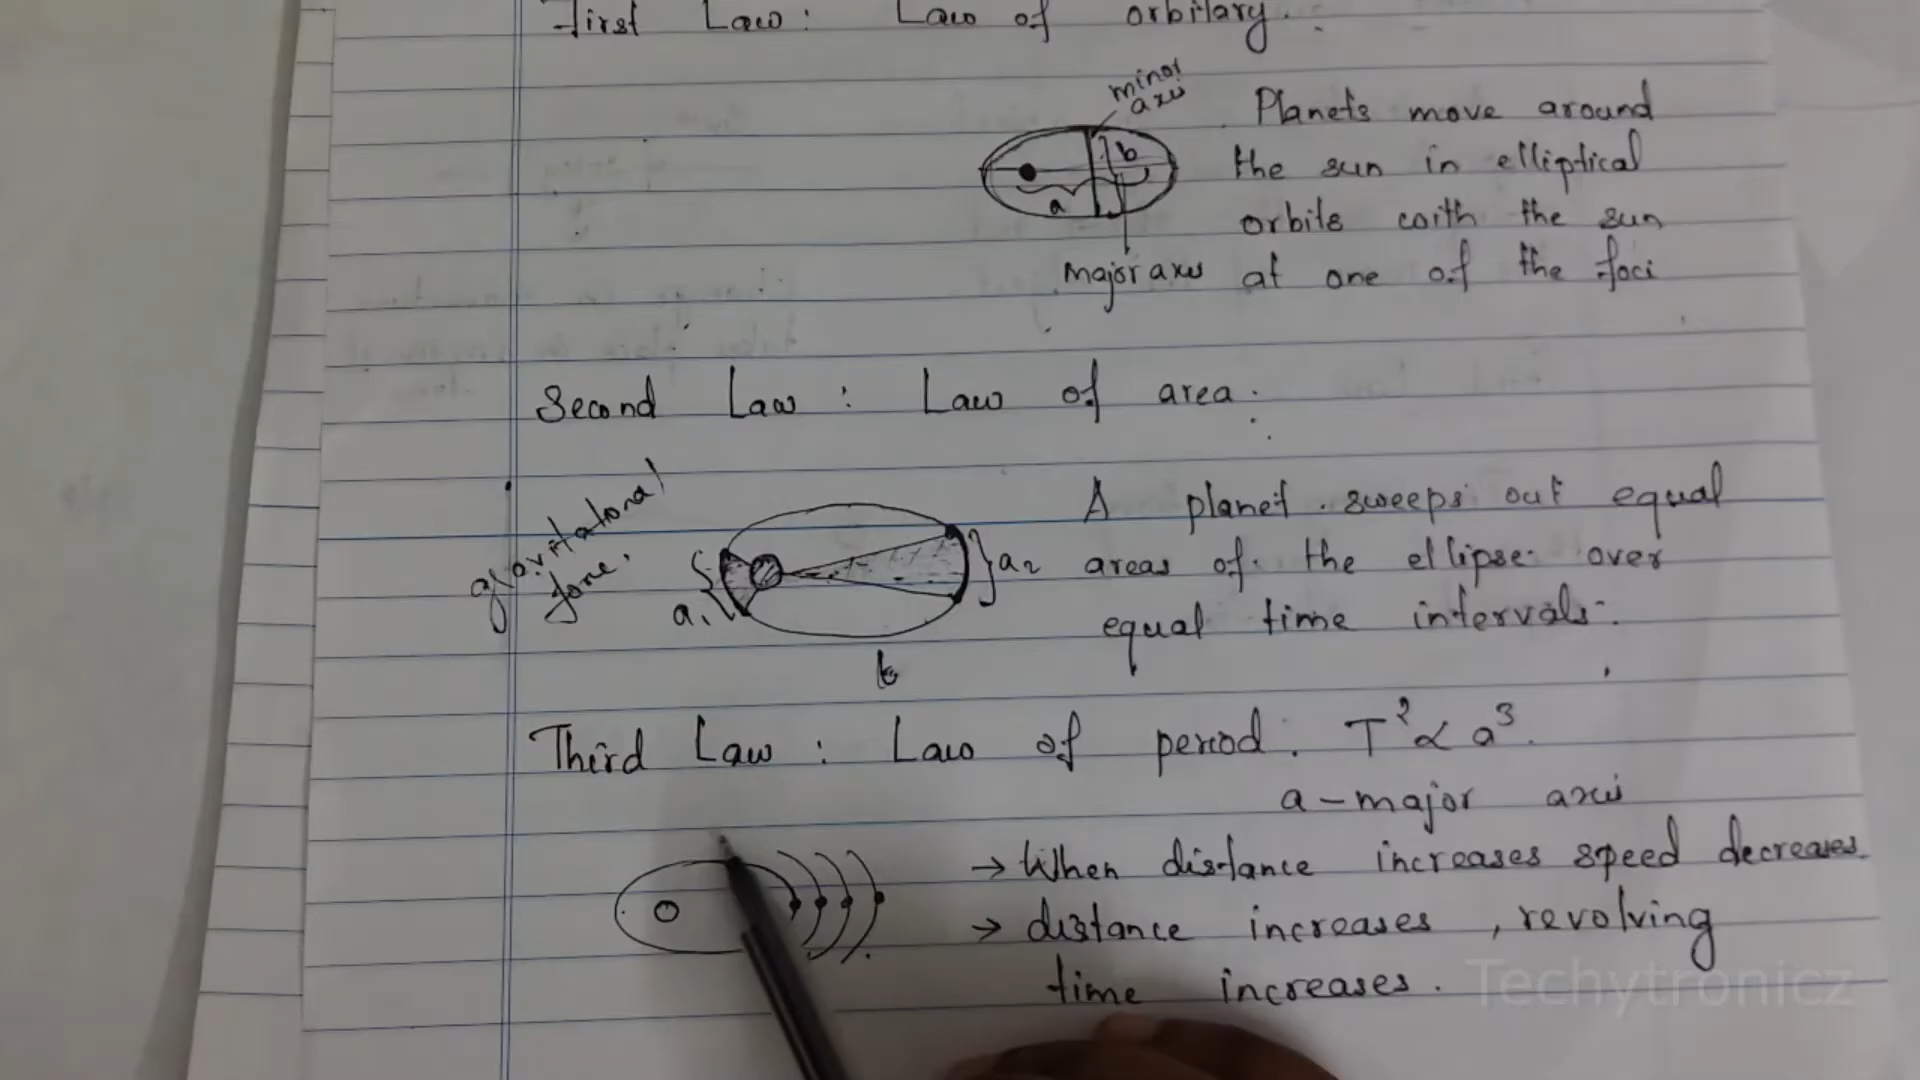 First Law: Law of orbitary.
minor
axis
Planets move around
b
the sun in elliptical
a
orbits with the sun
major axis at one of the foci
Second Law : Law of area.
gravitatonal
force.
A planet sweeps out equal
a2 areas of the ellipse over
a1
equal time intervals.
t
Third Law : Law of period. T² ∝ a³.
a - major axis
→ When distance increases speed decreases.
→ distance increases , revolving
time increases.
Techytronicz